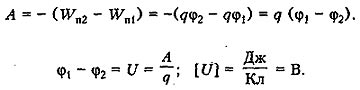 A = − (Wп2 − Wп1) = −(qφ2 − qφ1) = q (φ1 − φ2).
φ1 − φ2 = U = A/q; [U] = Дж/Кл = В.